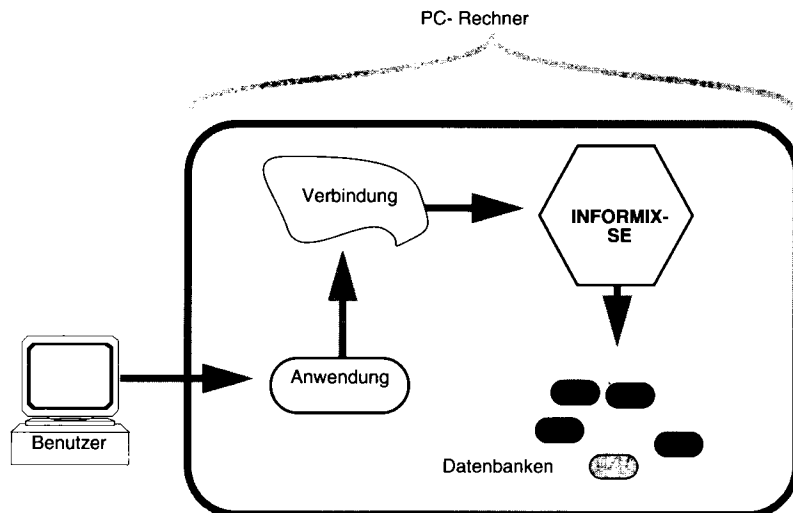 PC- Rechner
Verbindung
INFORMIX-
SE
Anwendung
Benutzer
Datenbanken